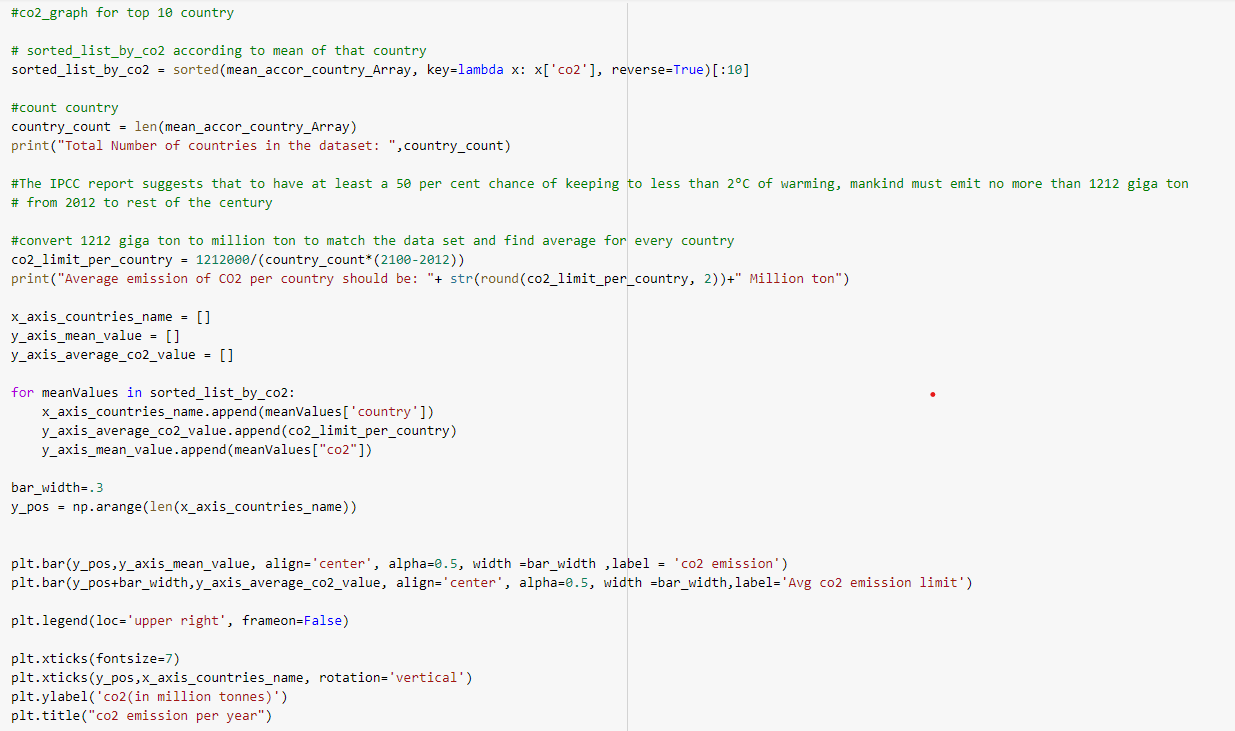 #co2_graph for top 10 country
# sorted_list_by_co2 according to mean of that country
sorted_list_by_co2 = sorted(mean_accor_country_Array, key=lambda x: x['co2'], reverse=True)[:10]
#count country
country_count = len(mean_accor_country_Array)
print("Total Number of countries in the dataset: ",country_count)
#The IPCC report suggests that to have at least a 50 per cent chance of keeping to less than 2°C of warming, mankind must emit no more than 1212 giga ton
# from 2012 to rest of the century
#convert 1212 giga ton to million ton to match the data set and find average for every country
co2_limit_per_country = 1212000/(country_count*(2100-2012))
print("Average emission of CO2 per country should be: "+ str(round(co2_limit_per_country, 2))+" Million ton")
x_axis_countries_name = []
y_axis_mean_value = []
y_axis_average_co2_value = []
for meanValues in sorted_list_by_co2:
    x_axis_countries_name.append(meanValues['country'])
    y_axis_average_co2_value.append(co2_limit_per_country)
    y_axis_mean_value.append(meanValues["co2"])
bar_width=.3
y_pos = np.arange(len(x_axis_countries_name))
plt.bar(y_pos,y_axis_mean_value, align='center', alpha=0.5, width =bar_width ,label = 'co2 emission')
plt.bar(y_pos+bar_width,y_axis_average_co2_value, align='center', alpha=0.5, width =bar_width,label='Avg co2 emission limit')
plt.legend(loc='upper right', frameon=False)
plt.xticks(fontsize=7)
plt.xticks(y_pos,x_axis_countries_name, rotation='vertical')
plt.ylabel('co2(in million tonnes)')
plt.title("co2 emission per year")